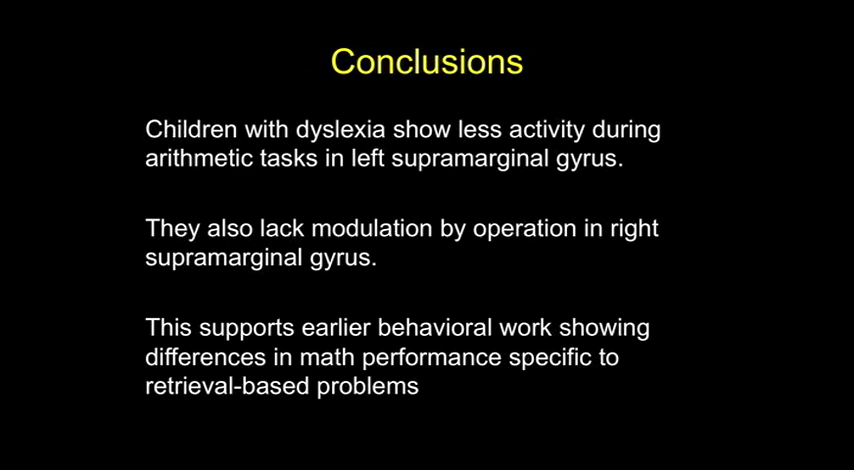 Conclusions
Children with dyslexia show less activity during
arithmetic tasks in left supramarginal gyrus.
They also lack modulation by operation in right
supramarginal gyrus.
This supports earlier behavioral work showing
differences in math performance specific to
retrieval-based problems